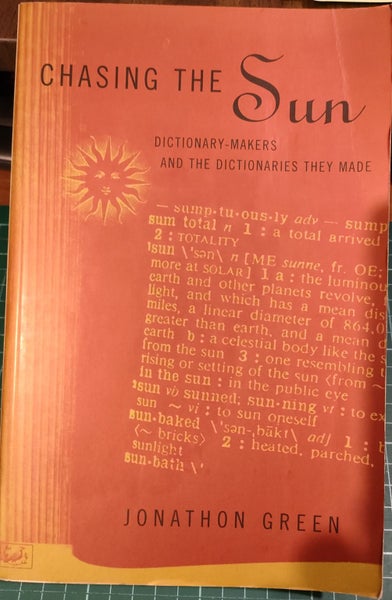 CHASING THE Sun
DICTIONARY-MAKERS
AND THE DICTIONARIES THEY MADE
— sump·tu·ous·ly adv — sump
sum total n 1 : a total arrived
2 : TOTALITY
¹sun \ˈsən\ n [ME sunne, fr. OE;
more at SOLAR] 1 a : the luminou
earth and other planets revolve,
light, and which has a mean dis
miles, a linear diameter of 864,0
greater than earth, and a mean d
earth b : a celestial body like the s
from the sun 3 : one resembling t
rising or setting of the sun ⟨from ~
in the sun : in the public eye
²sun vb sunned; sun·ning vt : to ex
sun ~ vi : to sun oneself
sun·baked \ˈsən-ˌbākt\ adj 1 : b
⟨~ bricks⟩ 2 : heated, parched,
sunlight
sun·bath \ˈ
JONATHON GREEN